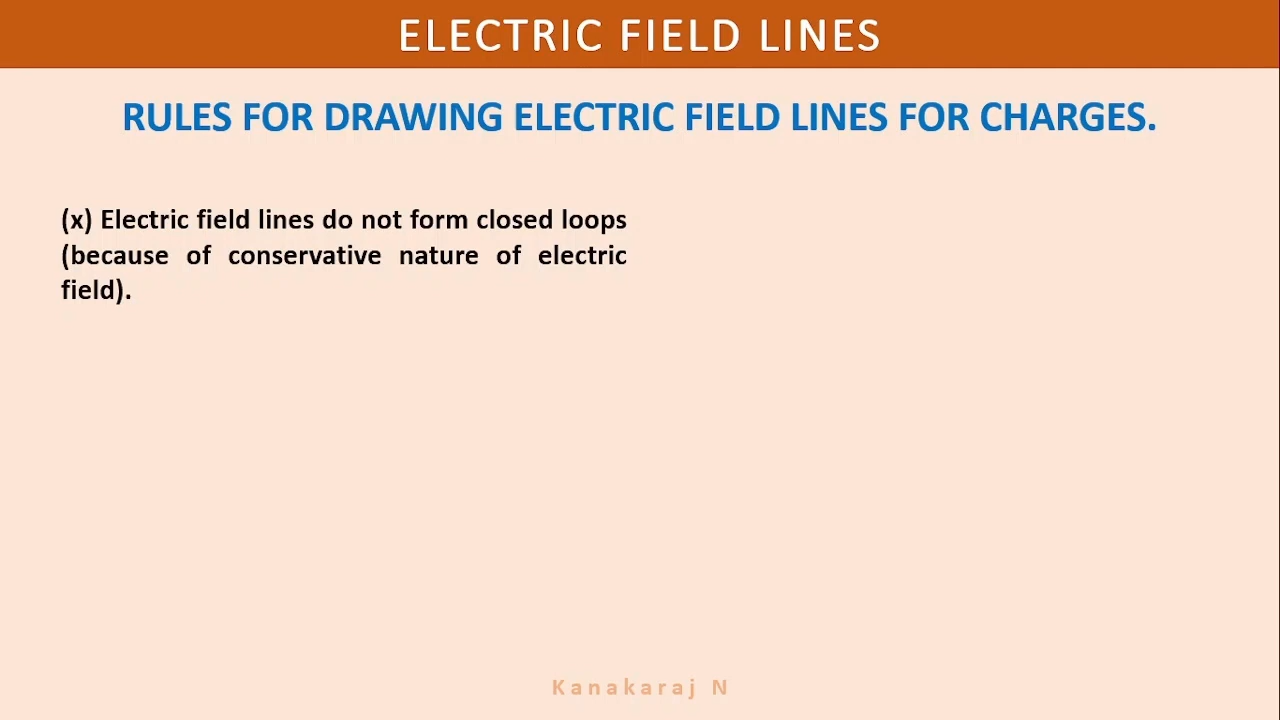 ELECTRIC FIELD LINES
RULES FOR DRAWING ELECTRIC FIELD LINES FOR CHARGES.
(x) Electric field lines do not form closed loops
(because of conservative nature of electric
field).
Kanakaraj N